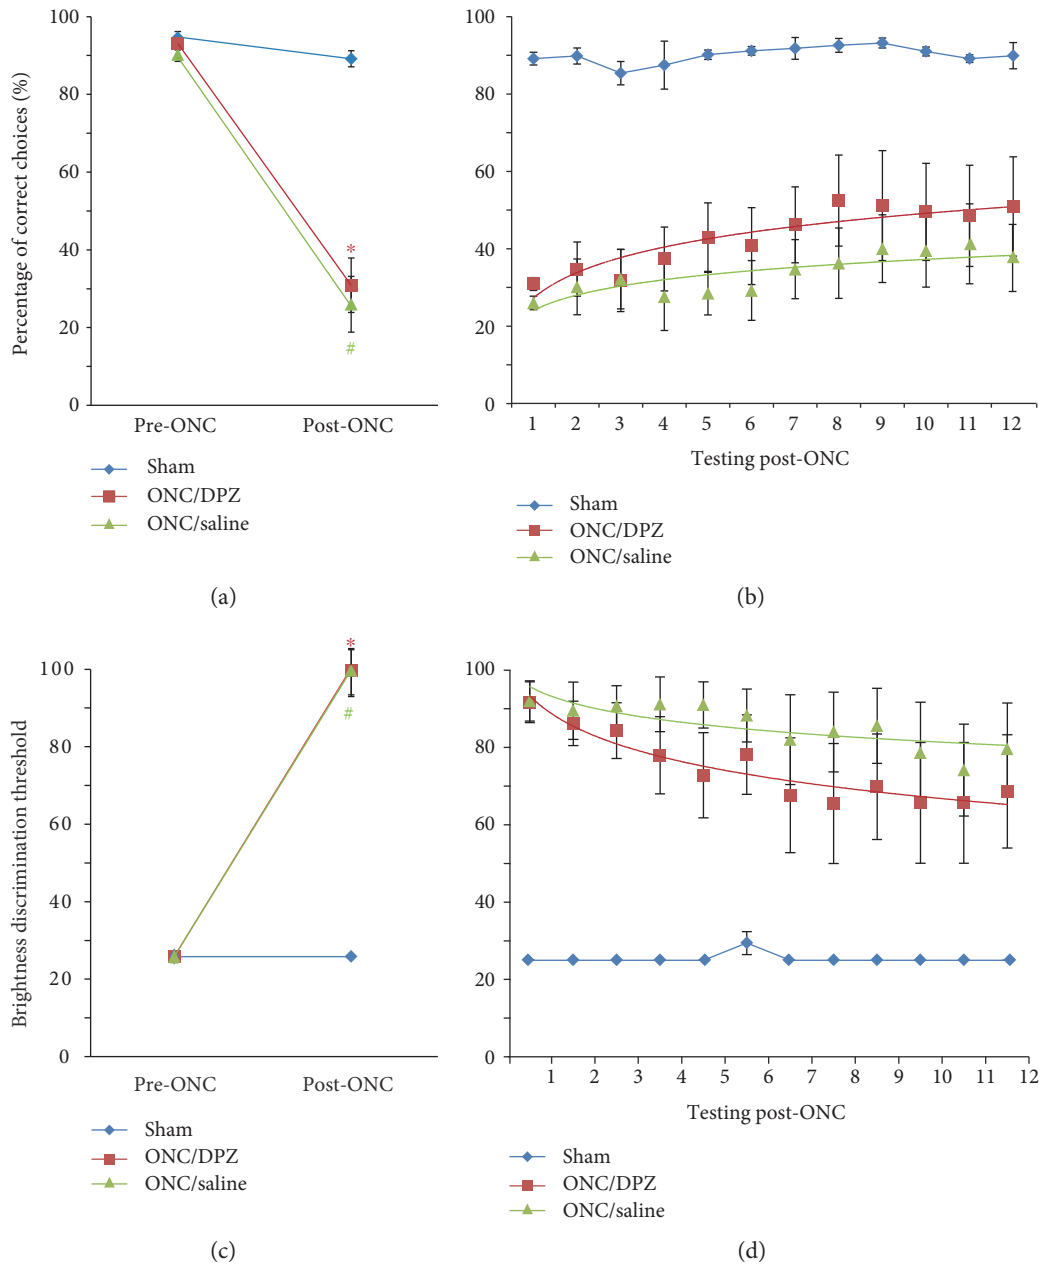 Percentage of correct choices (%)
100
80
60
40
20
0
*
#
Pre-ONC Post-ONC
Sham
ONC/DPZ
ONC/saline
(a)
100
80
60
40
20
0
1 2 3 4 5 6 7 8 9 10 11 12
Testing post-ONC
Sham
ONC/DPZ
ONC/saline
(b)
Brightness discrimination threshold
100
80
60
40
20
0
*
#
Pre-ONC Post-ONC
Sham
ONC/DPZ
ONC/saline
(c)
100
80
60
40
20
0
1 2 3 4 5 6 7 8 9 10 11 12
Testing post-ONC
Sham
ONC/DPZ
ONC/saline
(d)